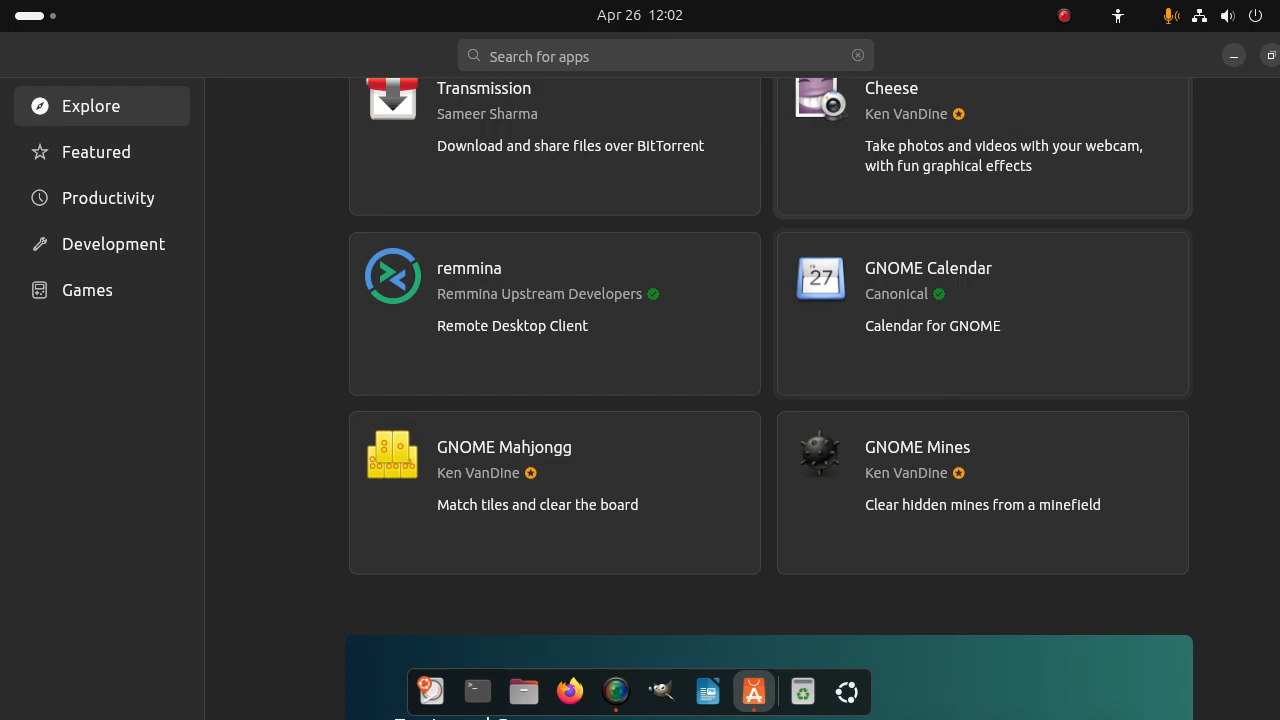 Apr 26 12:02
Search for apps
Explore
Featured
Productivity
Development
Games
Transmission
Sameer Sharma
Download and share files over BitTorrent
Cheese
Ken VanDine
Take photos and videos with your webcam,
with fun graphical effects
remmina
Remmina Upstream Developers
Remote Desktop Client
27
GNOME Calendar
Canonical
Calendar for GNOME
GNOME Mahjongg
Ken VanDine
Match tiles and clear the board
GNOME Mines
Ken VanDine
Clear hidden mines from a minefield